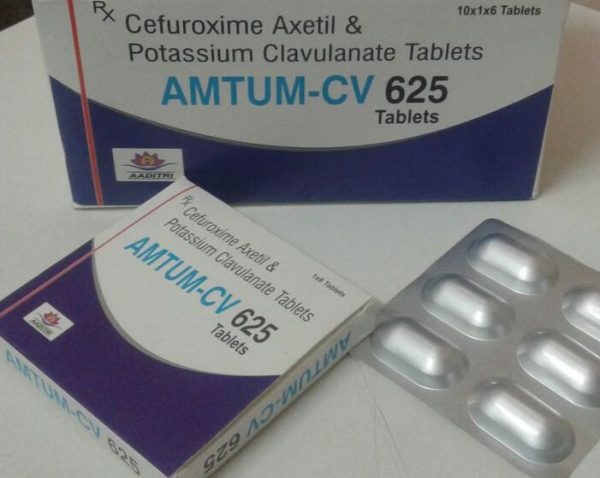 Rx Cefuroxime Axetil &
10x1x6 Tablets
Potassium Clavulanate Tablets
AMTUM-CV 625
Tablets
AADITRI
Rx Cefuroxime Axetil &
Potassium Clavulanate Tablets
1x6 Tablets
AMTUM-CV 625
Tablets
AADITRI
AMTUM-CV 625
AMTUM-CV 625